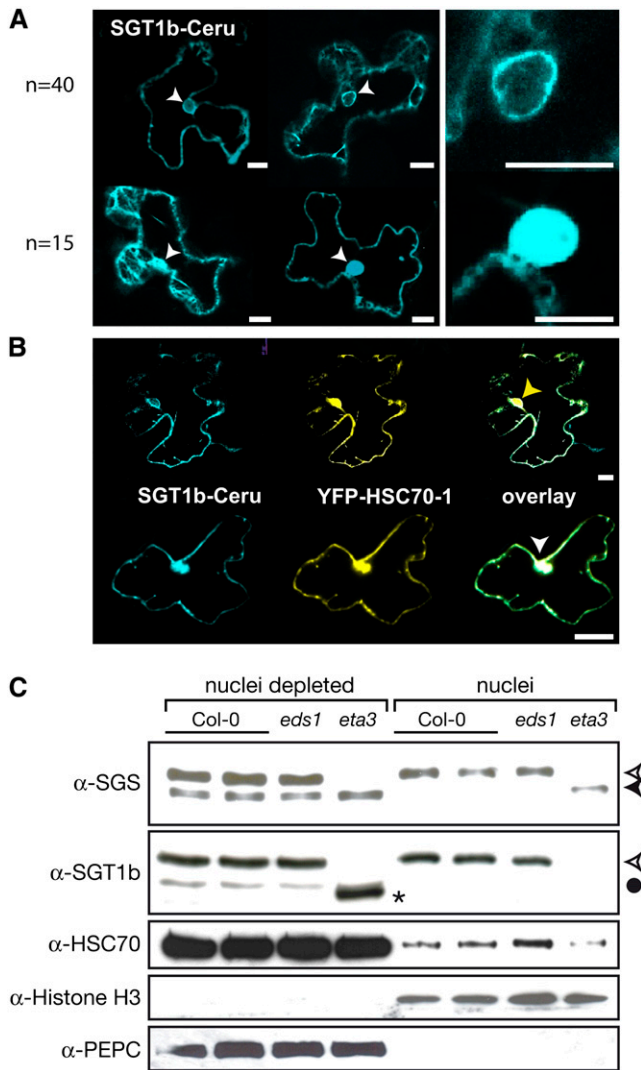 A
SGT1b-Ceru
n=40
n=15
B
SGT1b-Ceru YFP-HSC70-1 overlay
C
nuclei depleted nuclei
Col-0 eds1 eta3 Col-0 eds1 eta3
α-SGS
α-SGT1b
*
α-HSC70
α-Histone H3
α-PEPC